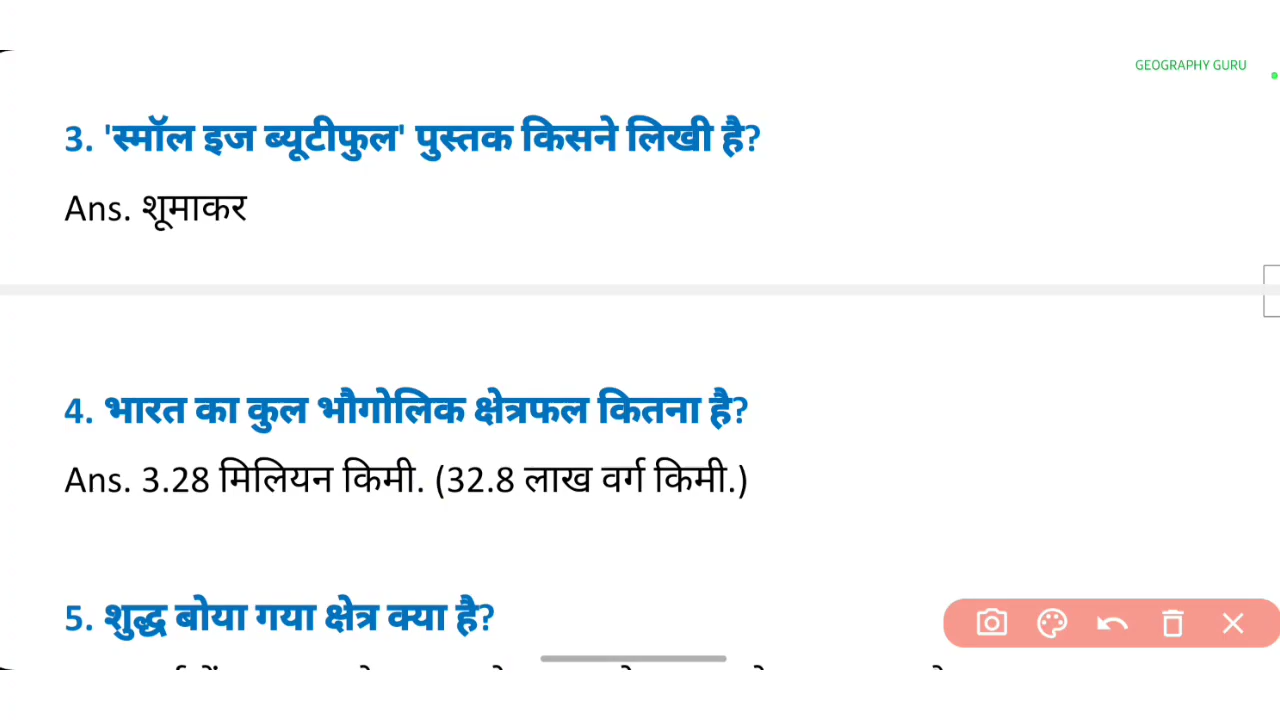 GEOGRAPHY GURU
3. 'स्मॉल इज ब्यूटीफुल' पुस्तक किसने लिखी है?
Ans. शूमाकर
4. भारत का कुल भौगोलिक क्षेत्रफल कितना है?
Ans. 3.28 मिलियन किमी. (32.8 लाख वर्ग किमी.)
5. शुद्ध बोया गया क्षेत्र क्या है?